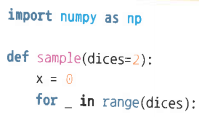 import numpy as np

def sample(dices=2):
    x = 0
    for _ in range(dices):